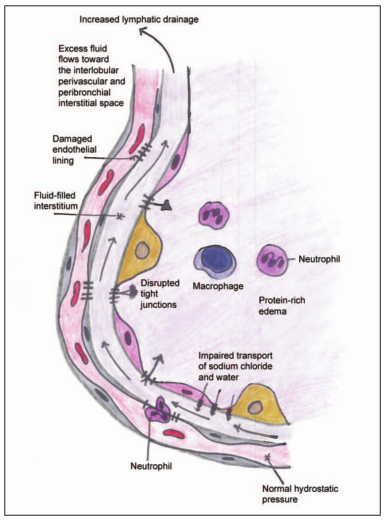 Increased lymphatic drainage
Excess fluid
flows toward
the interlobular
perivascular and
peribronchial
interstitial space
Damaged
endothelial
lining
Fluid-filled
interstitium
Neutrophil
Macrophage
Disrupted
tight
junctions
Protein-rich
edema
Impaired transport
of sodium chloride
and water
Neutrophil
Normal hydrostatic
pressure